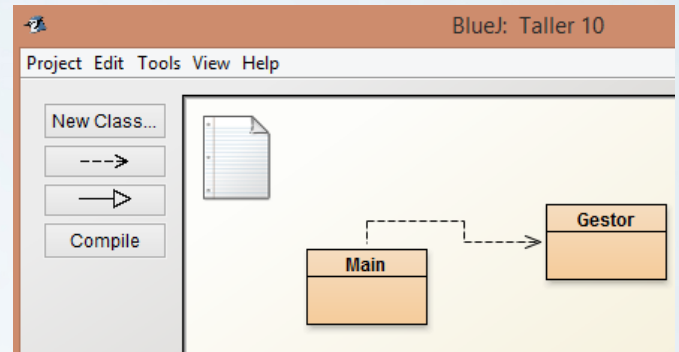 BlueJ: Taller 10
Project Edit Tools View Help
New Class...
Compile
Gestor
Main